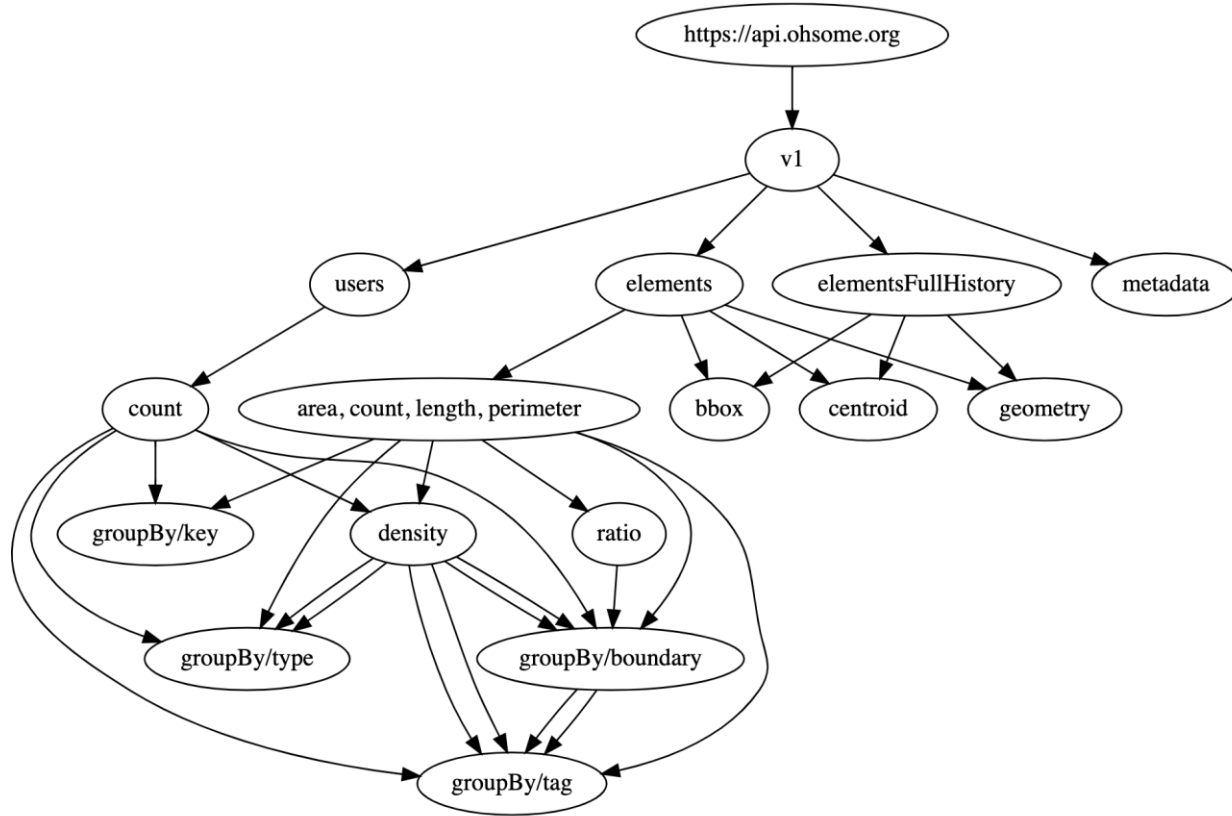 https://api.ohsome.org
v1
users
elements
elementsFullHistory
metadata
count
area, count, length, perimeter
bbox
centroid
geometry
groupBy/key
density
ratio
groupBy/type
groupBy/boundary
groupBy/tag